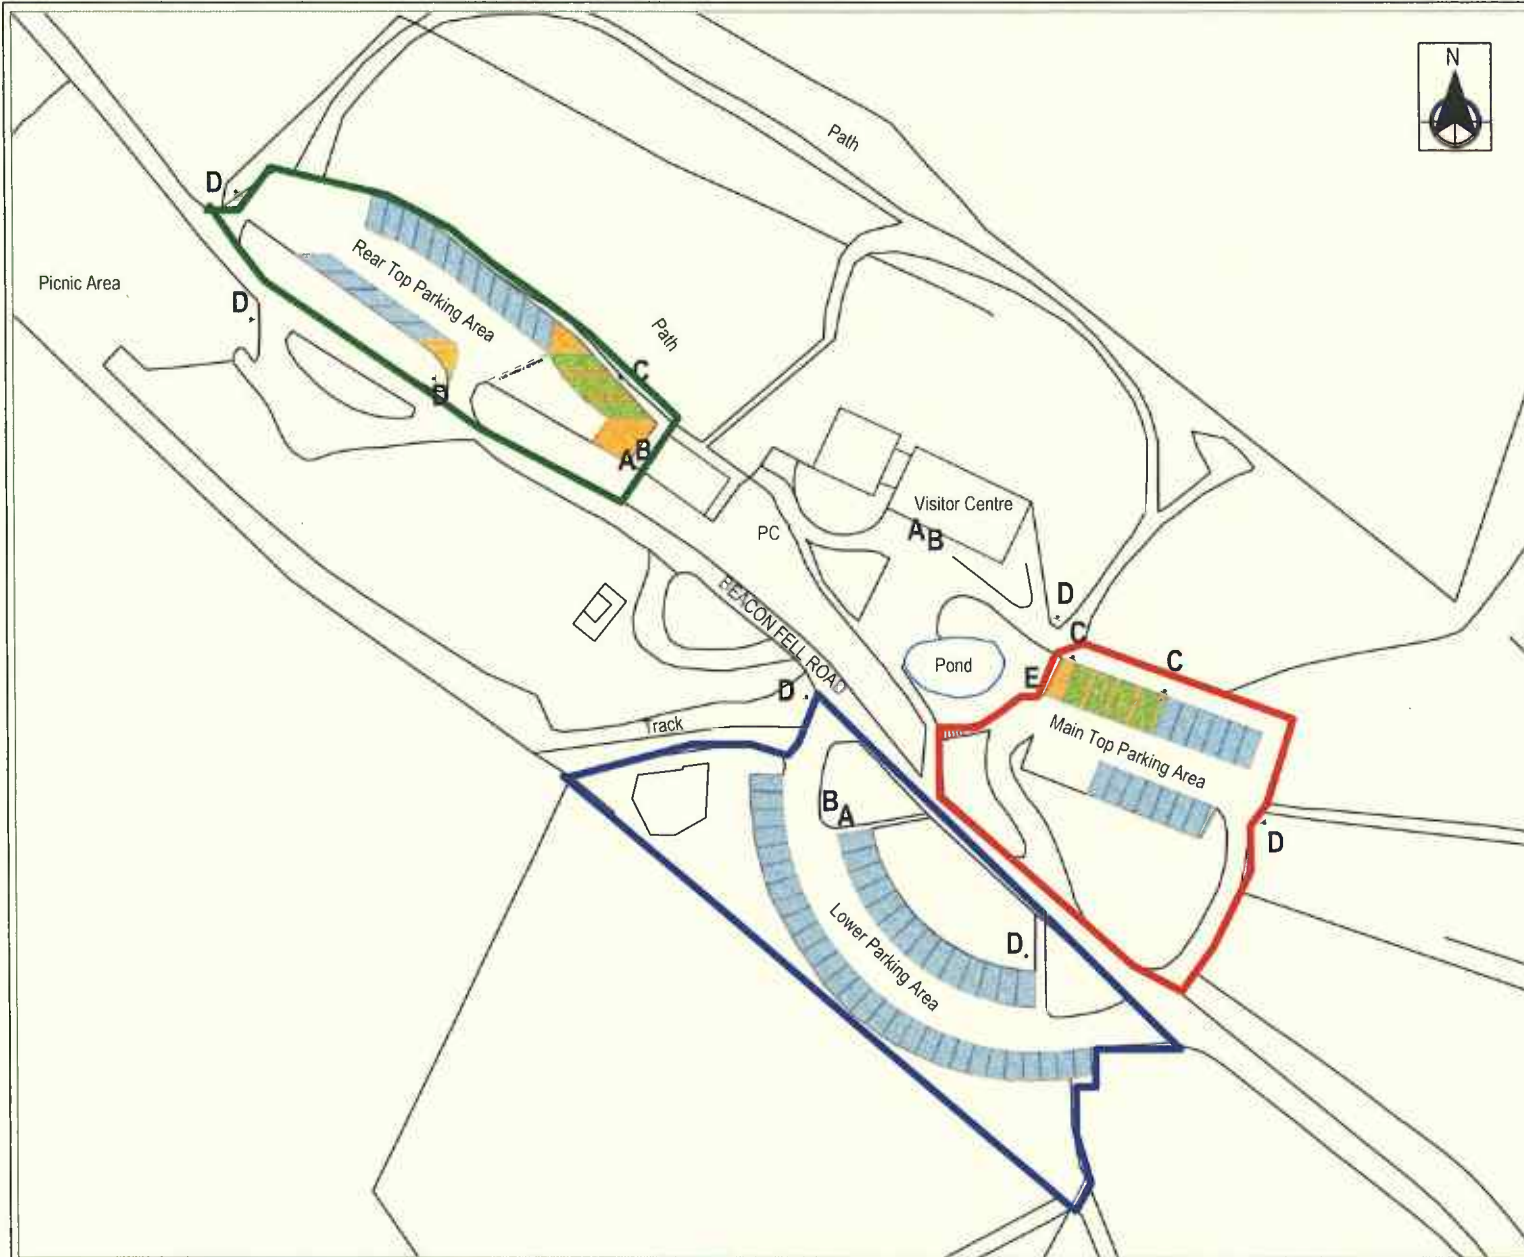 N
Path
D
Picnic Area
D
Rear Top Parking Area
Path
C
D
A B
Visitor Centre
A B
PC
BEACON FELL ROAD
D
C
C
E
Pond
D
Track
Main Top Parking Area
B
A
D
Lower Parking Area
D